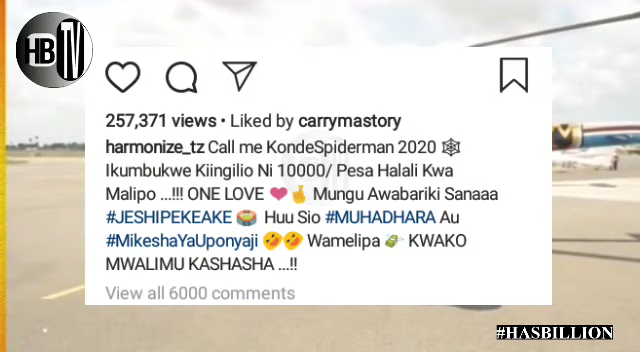 HB TV
257,371 views • Liked by carrymastory
harmonize_tz Call me KondeSpiderman 2020 🕸
Ikumbukwe Kiingilio Ni 10000/ Pesa Halali Kwa
Malipo ...!!! ONE LOVE ❤🤞 Mungu Awabariki Sanaaa
#JESHIPEKEAKE 🥁 Huu Sio #MUHADHARA Au
#MikeshaYaUponyaji 🤣🤣 Wamelipa 💸 KWAKO
MWALIMU KASHASHA ...!!
View all 6000 comments
#HASBILLION